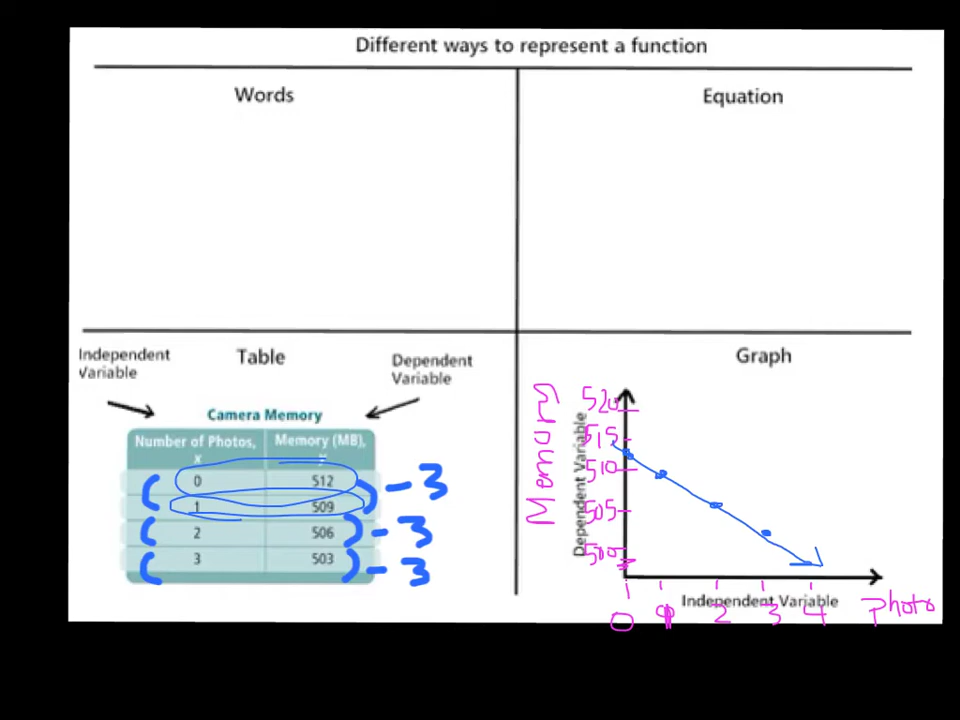 Different ways to represent a function
Words
Equation
Independent
Variable
Table
Dependent
Variable
Camera Memory
Number of Photos, x
Memory (MB), y
0 512
1 509
2 506
3 503
-3
-3
-3
Graph
Memory
Dependent Variable
520
515
510
505
500
Independent Variable
0 1 2 3 4
Photo